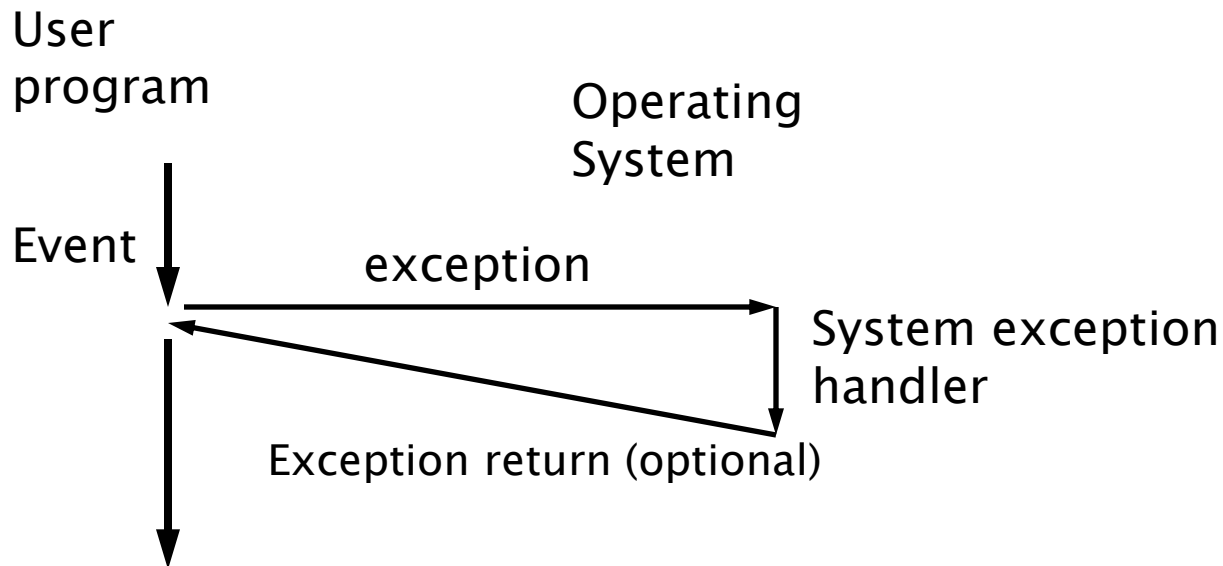 User
program
Operating
System
Event
exception
System exception
handler
Exception return (optional)